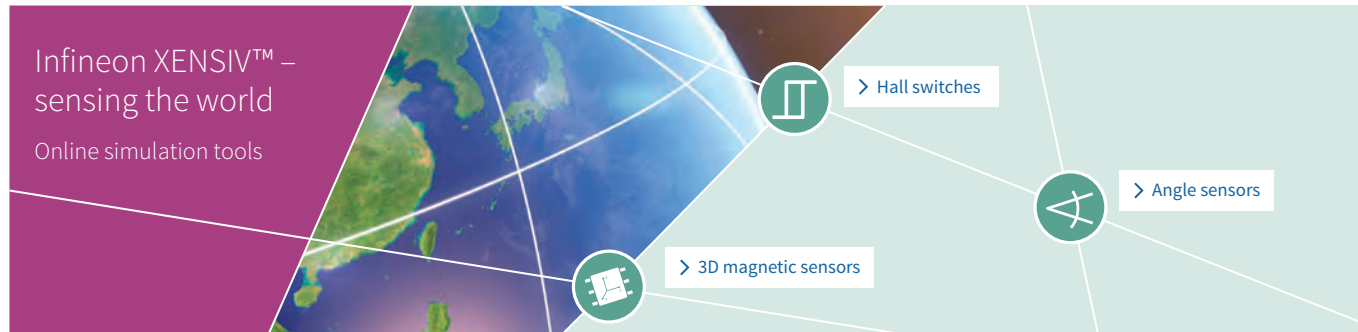 Infineon XENSIV™ –
sensing the world
Online simulation tools
Hall switches
Angle sensors
3D magnetic sensors